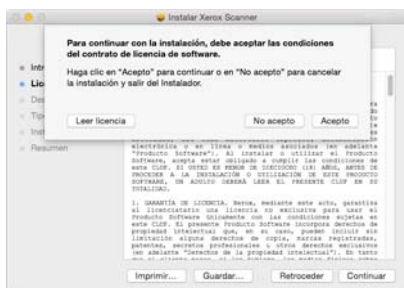 Instalar Xerox Scanner
Para continuar con la instalación, debe aceptar las condiciones
del contrato de licencia de software.
Haga clic en "Acepto" para continuar o en "No acepto" para cancelar
la instalación y salir del Instalador.
Leer licencia
No acepto
Acepto
Intr
Lic
Des
Tip
Inst
Resumen
electrónica o en línea o medios asociados (en adelante
"Producto Software"). Al instalar o utilizar el Producto
Software, acepta estar obligado a cumplir las condiciones de
este CLUF. SI USTED ES MENOR DE DIECIOCHO (18) AÑOS, ANTES DE
PROCEDER A LA INSTALACIÓN O UTILIZACIÓN DE ESTE PRODUCTO
SOFTWARE, UN ADULTO DEBERÁ LEER EL PRESENTE CLUF EN SU
TOTALIDAD.
1. GARANTÍA DE LICENCIA. Xerox, mediante este acto, garantiza
al licenciatario una licencia no exclusiva para usar el
Producto Software únicamente con las condiciones sujetas en
este CLUF. El presente Producto Software incorpora derechos de
propiedad intelectual que, en su caso, pueden incluir sin
limitación alguna derechos de copia, marcas registradas,
patentes, secretos profesionales u otros derechos exclusivos
(en adelante "Derechos de la propiedad intelectual"). En tanto
Imprimir...
Guardar...
Retroceder
Continuar